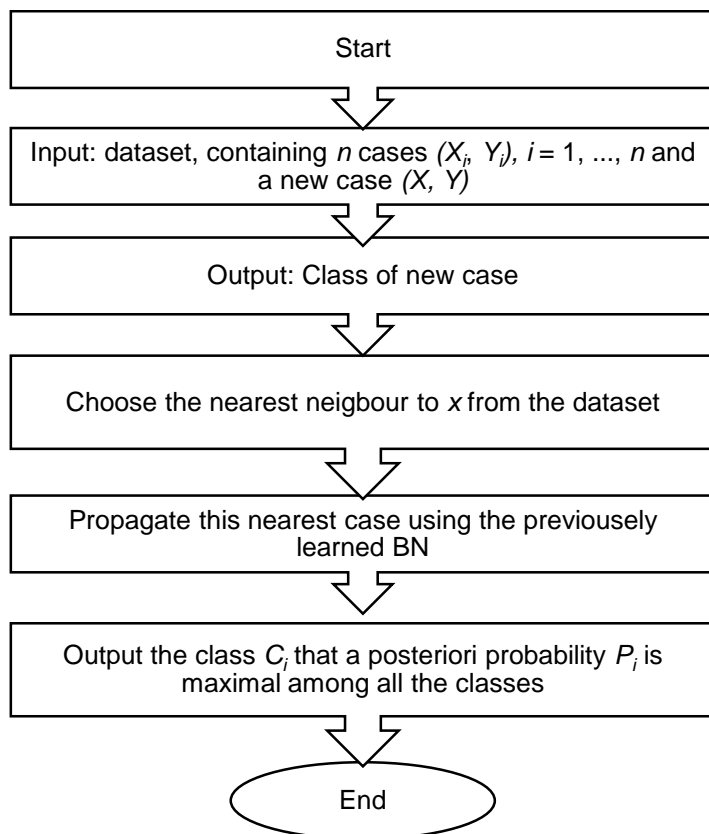 Start
Input: dataset, containing n cases (Xi, Yi), i = 1, ..., n and
a new case (X, Y)
Output: Class of new case
Choose the nearest neigbour to x from the dataset
Propagate this nearest case using the previousely
learned BN
Output the class Ci that a posteriori probability Pi is
maximal among all the classes
End